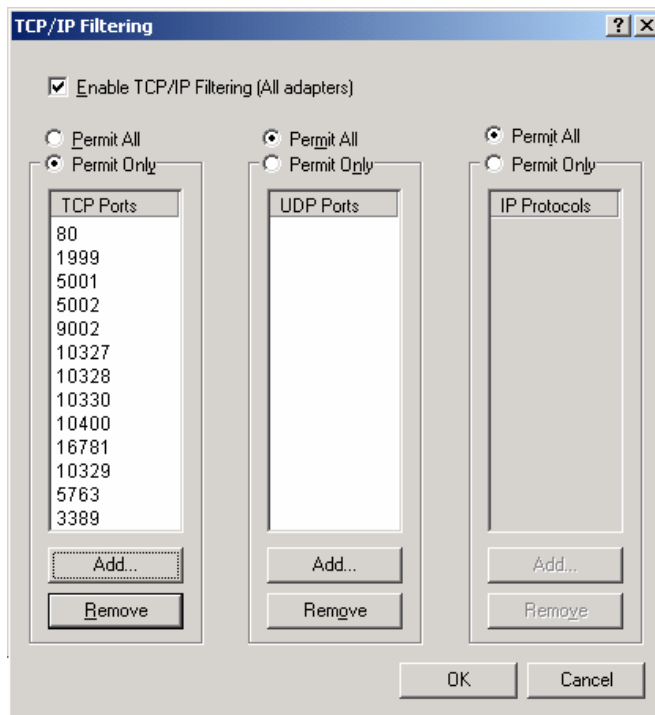 TCP/IP Filtering
Enable TCP/IP Filtering (All adapters)
Permit All
Permit Only
TCP Ports
80
1999
5001
5002
9002
10327
10328
10330
10400
16781
10329
5763
3389
Add...
Remove
Permit All
Permit Only
UDP Ports
Add...
Remove
Permit All
Permit Only
IP Protocols
Add...
Remove
OK
Cancel